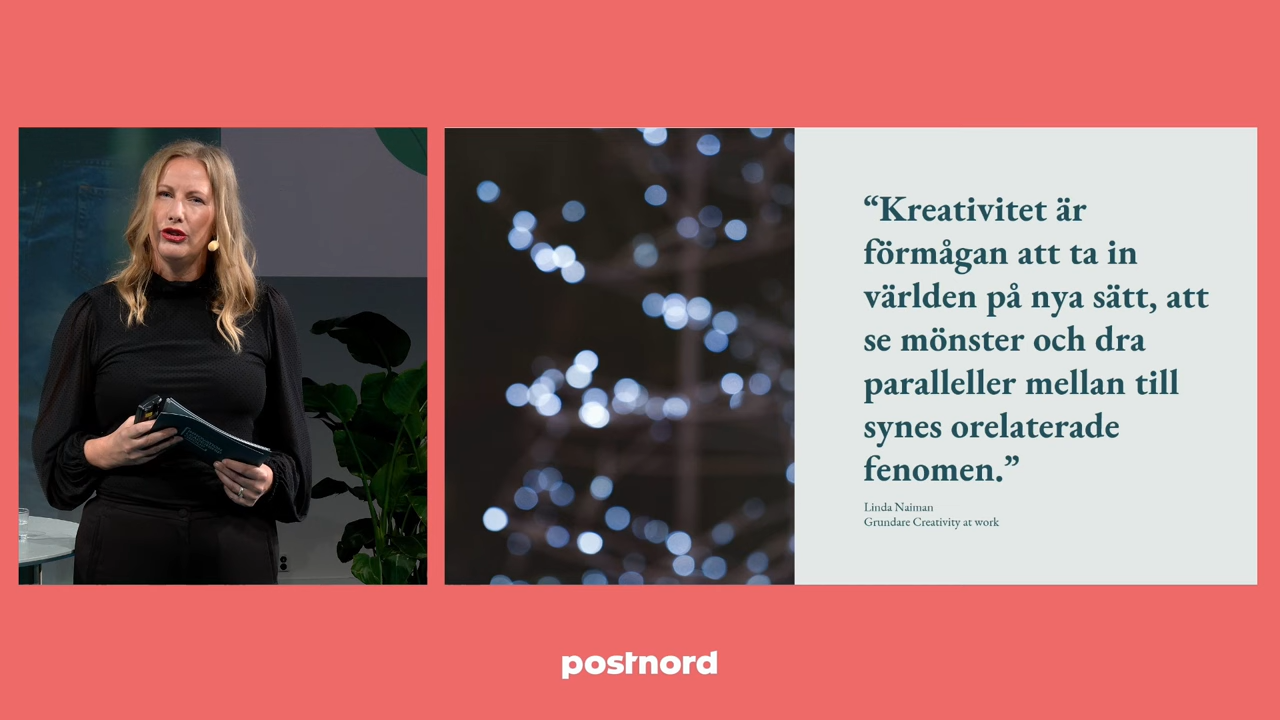 “Kreativitet är
förmågan att ta in
världen på nya sätt, att
se mönster och dra
paralleller mellan till
synes orelaterade
fenomen.”
Linda Naiman
Grundare Creativity at work
postnord